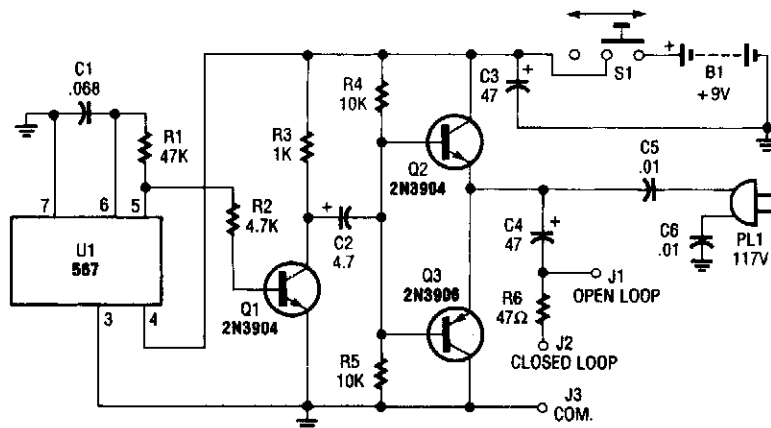 C1
.068
R1
47K
7
6
5
U1
567
3
4
R2
4.7K
R3
1K
Q1
2N3904
+
C2
4.7
R4
10K
R5
10K
Q2
2N3904
Q3
2N3906
C3
47
+
S1
+
B1
+9V
C4
47
+
R6
47Ω
C5
.01
C6
.01
PL1
117V
J1
OPEN LOOP
J2
CLOSED LOOP
J3
COM.